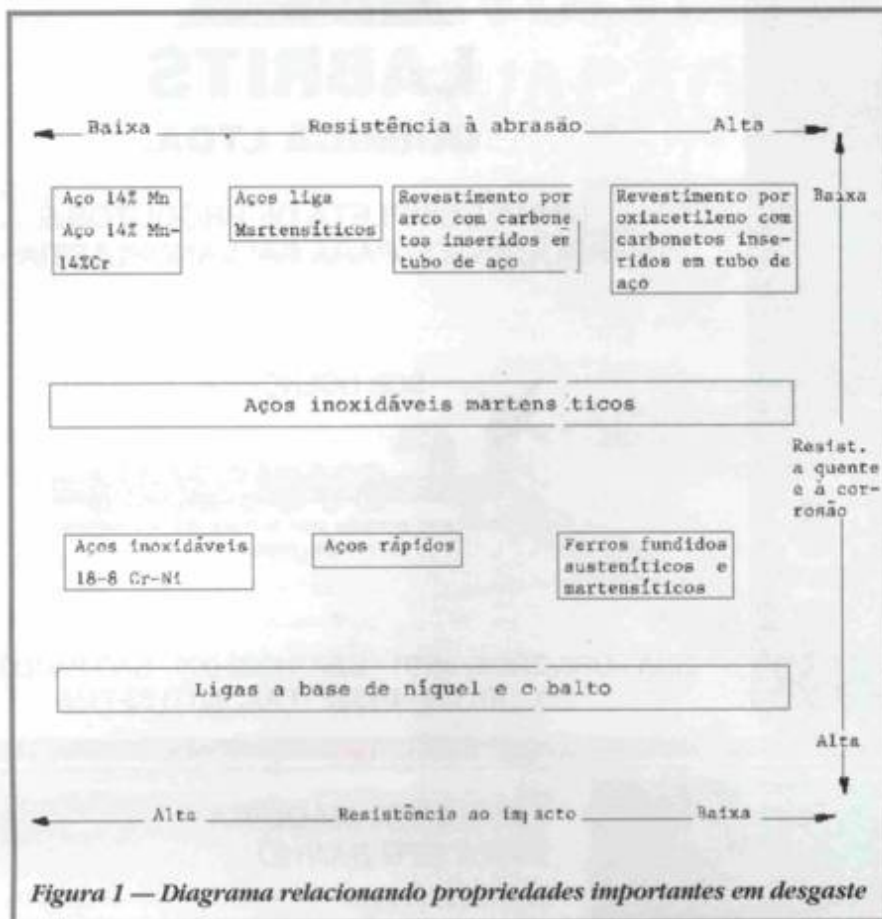 Baixa Resistência à abrasão Alta
Aço 14% Mn
Aço 14% Mn-
14%Cr
Aços liga
Martensíticos
Revestimento por
arco com carbone
tos inseridos em
tubo de aço
Revestimento por
oxiacetileno com
carbonetos inse-
ridos em tubo de
aço
Baixa
Aços inoxidáveis martensíticos
Resist.
a quente
e à cor-
rosão
Aços inoxidáveis
18-8 Cr-Ni
Aços rápidos
Ferros fundidos
austeníticos e
martensíticos
Ligas a base de níquel e cobalto
Alta
Alta Resistência ao impacto Baixa
Figura 1 — Diagrama relacionando propriedades importantes em desgaste